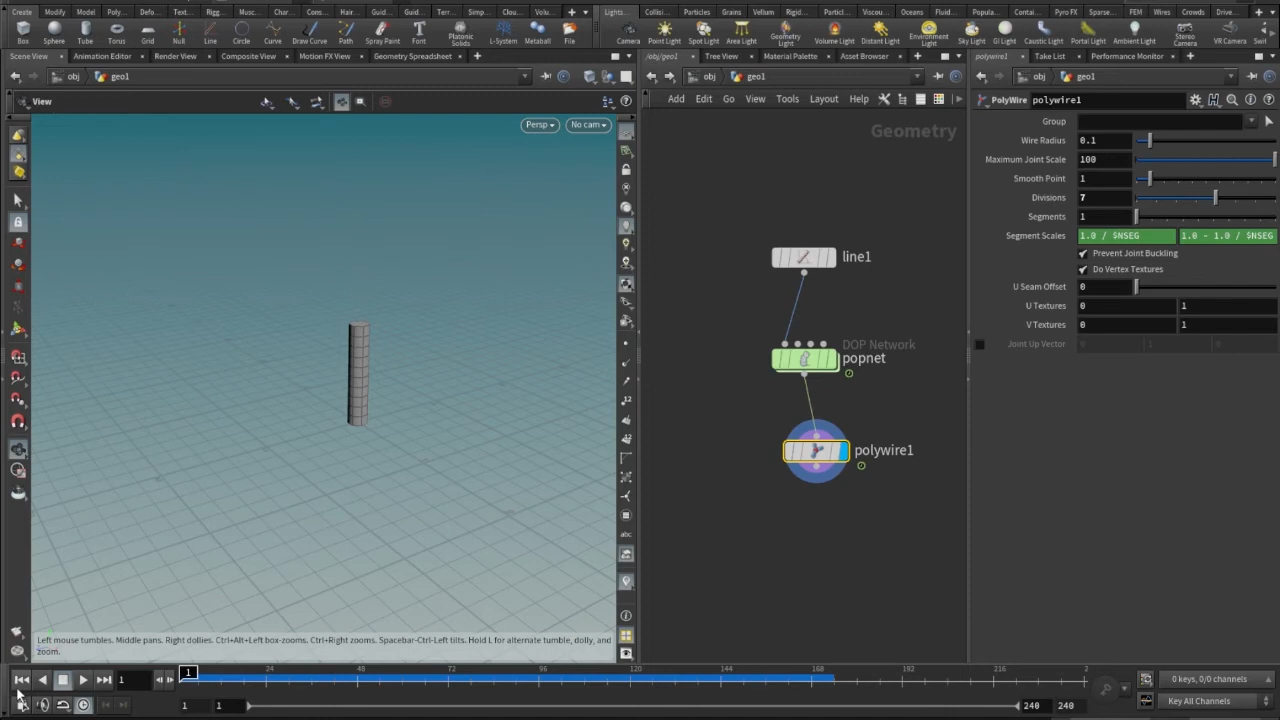 Create Modify Model Poly... Defo... Text... Rigg... Musc... Char... Cons... Hair... Guid... Guid... Terr... Simp... Clou... Volu...
Lights... Collisi... Particles Grains Vellum Rigid... Particl... Viscou... Oceans Fluid... Popula... Contai... Pyro FX Sparse... FEM Wires Crowds Drive...
Box Sphere Tube Torus Grid Null Line Circle Curve Draw Curve Path Spray Paint Font Platonic Solids L-System Metaball File
Camera Point Light Spot Light Area Light Geometry Light Volume Light Distant Light Environment Light Sky Light GI Light Caustic Light Portal Light Ambient Light Stereo Camera VR Camera Swit
Scene View Animation Editor Render View Composite View Motion FX View Geometry Spreadsheet
/obj/geo1 Tree View Material Palette Asset Browser
polywire1 Take List Performance Monitor
obj geo1
obj geo1
obj geo1
View
Persp No cam
Add Edit Go View Tools Layout Help
Geometry
line1
DOP Network
popnet
polywire1
PolyWire polywire1
Group
Wire Radius 0.1
Maximum Joint Scale 100
Smooth Point 1
Divisions 7
Segments 1
Segment Scales 1.0 / $NSEG 1.0 - 1.0 / $NSEG
Prevent Joint Buckling
Do Vertex Textures
U Seam Offset 0
U Textures 0 1
V Textures 0 1
Joint Up Vector 0 1 0
Left mouse tumbles. Middle pans. Right dollies. Ctrl+Alt+Left box-zooms. Ctrl+Right zooms. Spacebar-Ctrl-Left tilts. Hold L for alternate tumble, dolly, and
zoom.
1 1 24 48 72 96 120 144 168 192 216 2
0 keys, 0/0 channels
1 1 240 240
Key All Channels